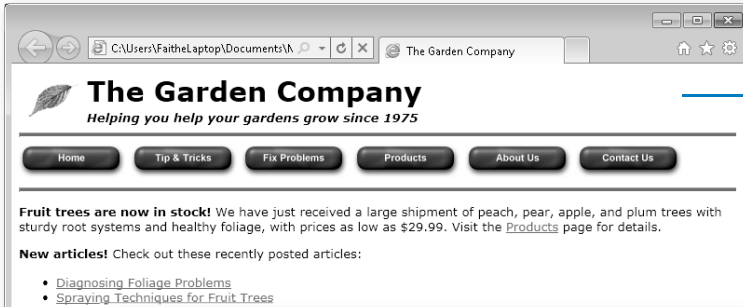 C:\Users\FaitheLaptop\Documents\N
The Garden Company
The Garden Company
Helping you help your gardens grow since 1975
Home Tip & Tricks Fix Problems Products About Us Contact Us
Fruit trees are now in stock! We have just received a large shipment of peach, pear, apple, and plum trees with
sturdy root systems and healthy foliage, with prices as low as $29.99. Visit the Products page for details.
New articles! Check out these recently posted articles:
• Diagnosing Foliage Problems
• Spraying Techniques for Fruit Trees